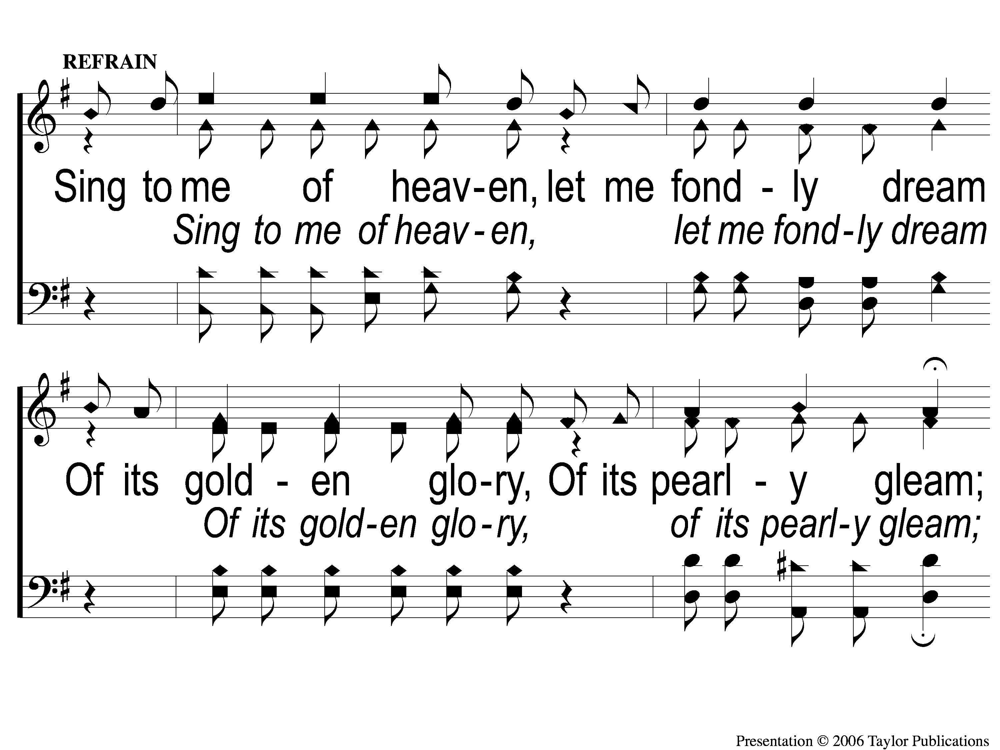 REFRAIN
Sing to me of heav-en, let me fond - ly dream
Sing to me of heav-en, let me fond-ly dream
Of its gold - en glo-ry, Of its pearl - y gleam;
Of its gold-en glo-ry, of its pearl-y gleam;
Presentation © 2006 Taylor Publications